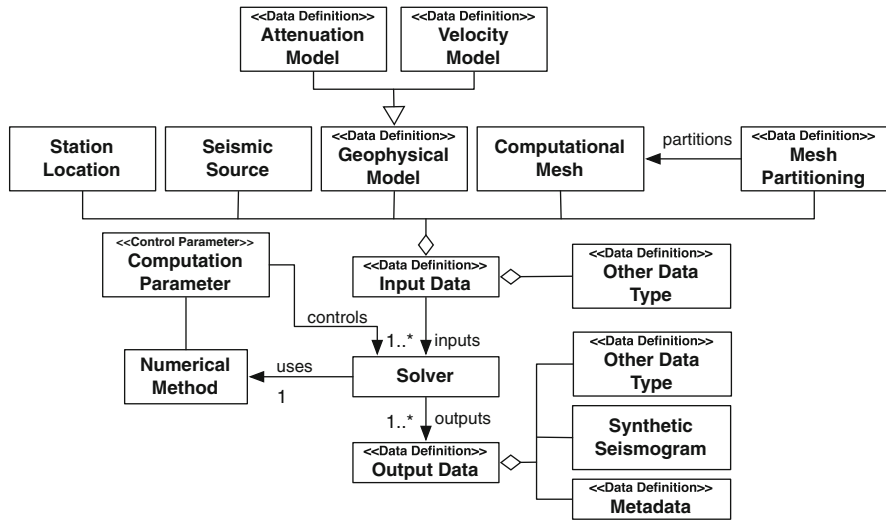 <<Data Definition>>
Attenuation
Model
<<Data Definition>>
Velocity
Model
Station
Location
Seismic
Source
<<Data Definition>>
Geophysical
Model
Computational
Mesh
partitions
<<Data Definition>>
Mesh
Partitioning
<<Control Parameter>>
Computation
Parameter
<<Data Definition>>
Input Data
<<Data Definition>>
Other Data
Type
controls
1..*
inputs
Numerical
Method
uses
1
Solver
<<Data Definition>>
Other Data
Type
1..*
outputs
Synthetic
Seismogram
<<Data Definition>>
Output Data
<<Data Definition>>
Metadata